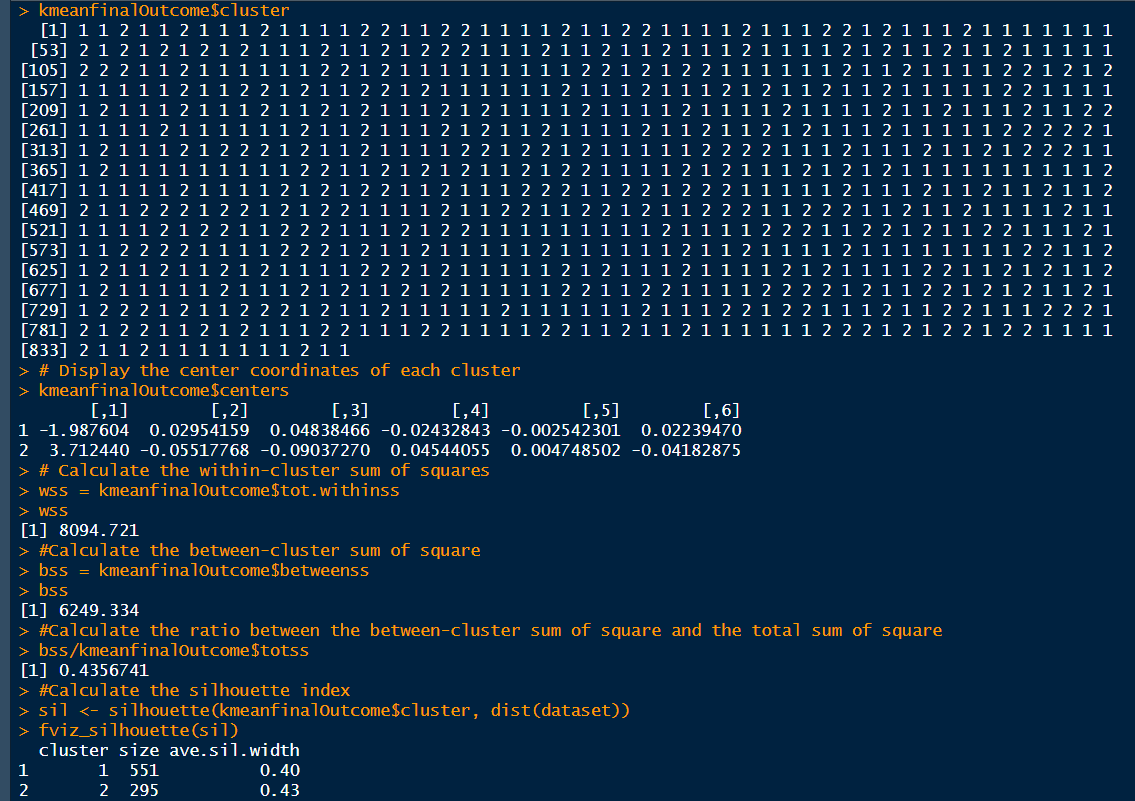 > kmeanfinalOutcome$cluster
[1] 1 1 2 1 1 2 1 1 1 2 1 1 1 1 2 2 1 1 2 2 1 1 1 1 2 1 1 2 2 1 1 1 1 2 1 1 1 2 2 1 2 1 1 1 2 1 1 1 1 1 1 1
[53] 2 1 2 1 2 1 2 1 2 1 1 1 2 1 1 2 1 2 2 2 1 1 2 1 1 2 1 1 2 1 1 1 2 1 1 1 1 1 2 1 2 1 1 2 1 1 2 1 1 1 1 1
[105] 2 2 2 1 1 2 1 1 1 1 1 1 2 2 1 2 1 1 1 1 1 1 1 1 1 2 2 1 2 1 2 2 1 1 1 1 1 1 2 1 1 2 1 1 1 1 2 2 1 2 1 2
[157] 1 1 1 1 1 2 1 1 2 2 1 2 1 1 2 2 1 2 1 1 1 1 1 1 2 1 1 1 2 1 1 1 2 1 2 1 1 2 1 1 2 1 1 1 1 1 2 2 1 1 1 1
[209] 1 2 1 1 1 2 1 1 1 2 1 1 2 1 2 1 1 1 2 1 2 1 1 1 1 2 1 1 1 1 2 1 1 1 1 2 1 1 1 1 2 1 1 2 1 1 1 2 1 1 2 2
[261] 1 1 1 1 2 1 1 1 1 1 1 2 1 1 2 1 1 1 2 1 1 2 1 1 1 1 2 1 1 2 1 1 2 1 2 1 1 1 2 1 1 1 1 1 1 2 2 2 2 2 1
[313] 1 2 1 1 1 2 1 2 2 2 1 2 1 1 2 1 1 1 1 2 2 1 2 2 1 2 1 1 1 1 1 2 2 2 2 1 1 1 2 1 1 1 2 1 1 2 1 2 2 2 1 1
[365] 1 2 1 1 1 1 1 1 1 1 1 2 2 1 1 2 1 2 1 2 1 1 2 1 2 2 1 1 1 1 2 1 2 1 1 1 2 1 2 1 2 1 1 1 1 1 1 1 1 1 2
[417] 1 1 1 1 1 2 1 1 1 1 2 1 2 1 2 2 1 1 2 1 1 1 2 2 2 1 1 2 2 1 2 2 2 1 1 1 1 1 2 1 1 1 2 1 1 2 1 1 2 1 1 2
[469] 2 1 1 2 2 2 1 2 2 1 2 1 2 2 1 1 1 1 2 1 1 2 2 1 1 2 2 1 2 1 1 2 2 2 1 1 2 2 2 1 1 2 1 1 2 1 1 1 1 2 1 1
[521] 1 1 1 1 2 1 2 2 1 1 2 2 2 1 1 1 2 1 2 2 1 1 1 1 1 1 1 1 1 2 1 1 1 1 2 2 2 1 1 2 2 1 2 1 1 2 2 1 1 1 2 1
[573] 1 1 2 2 2 2 1 1 1 1 2 2 2 1 2 1 1 2 1 1 1 1 1 2 1 1 1 1 1 1 2 1 1 2 1 1 1 1 2 1 1 1 1 1 1 1 1 2 2 1 1 2
[625] 1 2 1 1 2 1 1 2 1 2 1 1 1 1 2 2 2 1 2 1 1 1 1 1 2 1 2 1 1 1 2 1 1 1 1 2 1 2 1 1 1 1 2 2 1 1 2 1 2 1 1 2
[677] 1 2 1 1 1 1 1 2 1 1 1 2 1 2 1 1 2 1 2 1 1 1 1 1 2 2 1 1 2 2 1 1 1 1 2 2 2 2 1 2 1 1 2 2 1 2 1 2 1 1 2 1
[729] 1 2 2 2 1 2 1 1 2 2 2 1 2 1 1 2 1 1 1 1 1 2 1 1 1 1 1 1 2 1 1 1 2 2 1 2 2 1 1 1 2 1 1 2 1 2 2 1 1 2 2 2 1
[781] 2 1 2 2 1 1 2 1 2 1 1 1 2 2 1 1 1 2 2 1 1 1 1 2 2 1 1 2 1 1 2 1 1 1 1 1 1 2 2 2 1 2 1 2 2 1 2 2 1 1 1 1
[833] 2 1 1 2 1 1 1 1 1 1 1 2 1 1
> # Display the center coordinates of each cluster
> kmeanfinalOutcome$centers
[,1] [,2] [,3] [,4] [,5] [,6]
1 -1.987604 0.02954159 0.04838466 -0.02432843 -0.002542301 0.02239470
2 3.712440 -0.05517768 -0.09037270 0.04544055 0.004748502 -0.04182875
> # Calculate the within-cluster sum of squares
> wss = kmeanfinalOutcome$tot.withinss
> wss
[1] 8094.721
> #Calculate the between-cluster sum of square
> bss = kmeanfinalOutcome$betweenss
> bss
[1] 6249.334
> #Calculate the ratio between the between-cluster sum of square and the total sum of square
> bss/kmeanfinalOutcome$totss
[1] 0.4356741
> #Calculate the silhouette index
> sil <- silhouette(kmeanfinalOutcome$cluster, dist(dataset))
> fviz_silhouette(sil)
cluster size ave.sil.width
1 1 551 0.40
2 2 295 0.43